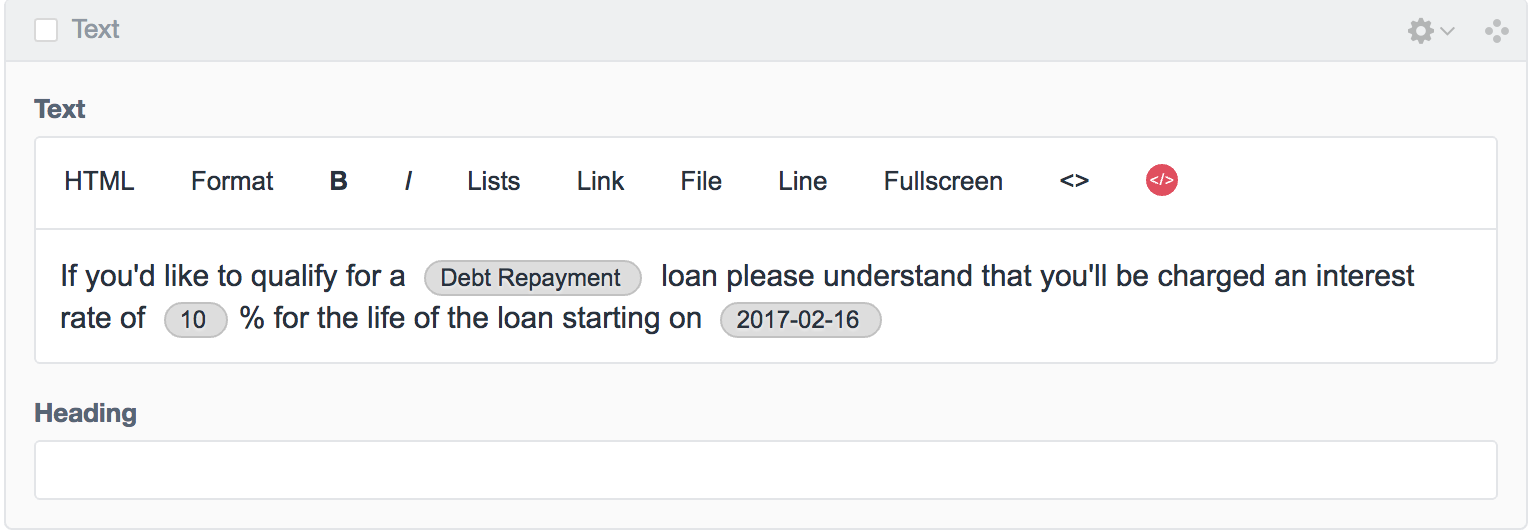 Text
Text
HTML Format B I Lists Link File Line Fullscreen <> </>
If you'd like to qualify for a Debt Repayment loan please understand that you'll be charged an interest
rate of 10 % for the life of the loan starting on 2017-02-16
Heading